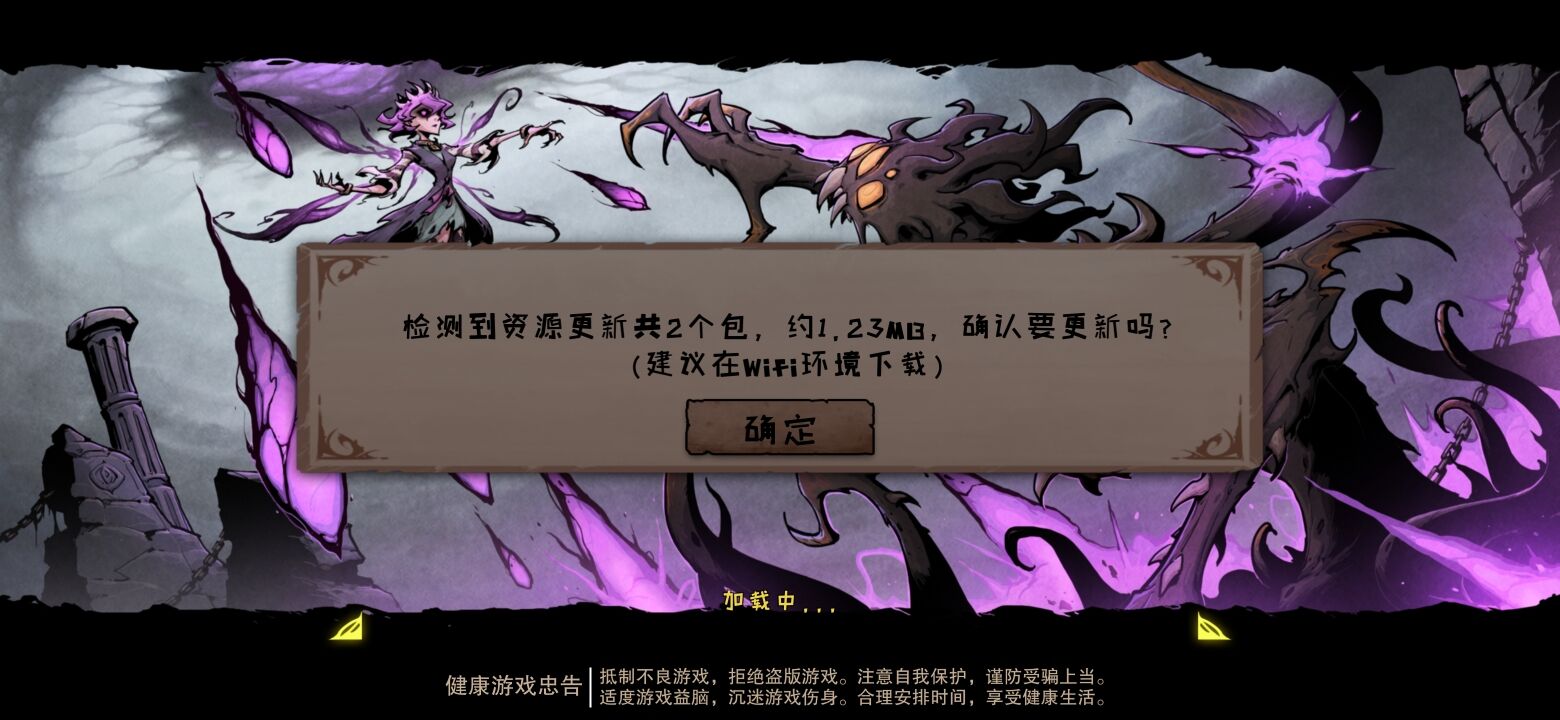 检测到资源更新共2个包，约1.23MB，确认要更新吗？
（建议在Wifi环境下载）
确定
加载中...
健康游戏忠告
抵制不良游戏，拒绝盗版游戏。注意自我保护，谨防受骗上当。
适度游戏益脑，沉迷游戏伤身。合理安排时间，享受健康生活。